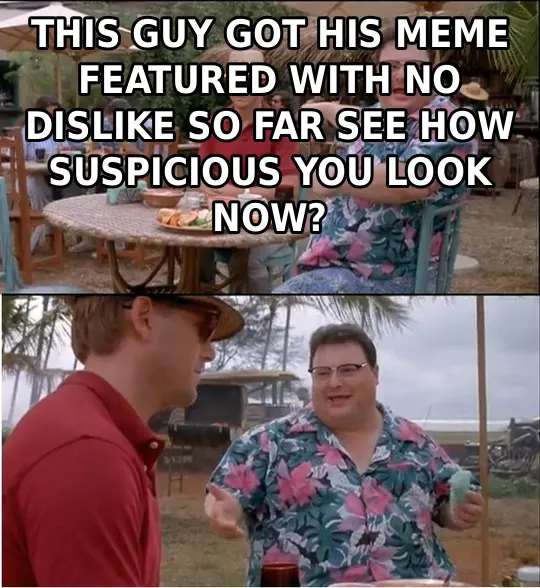 THIS GUY GOT HIS MEME
FEATURED WITH NO
DISLIKE SO FAR SEE HOW
SUSPICIOUS YOU LOOK
NOW?